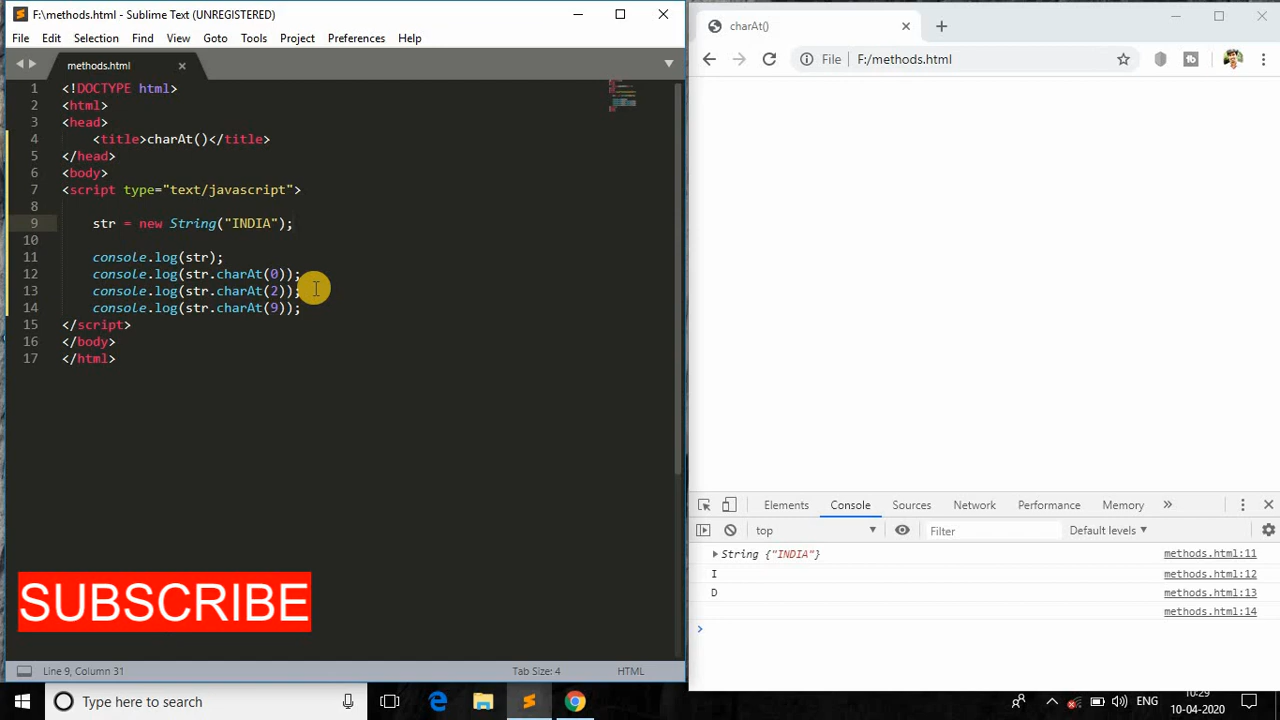 F:\methods.html - Sublime Text (UNREGISTERED)
File Edit Selection Find View Goto Tools Project Preferences Help
methods.html
1 <!DOCTYPE html>
2 <html>
3 <head>
4 <title>charAt()</title>
5 </head>
6 <body>
7 <script type="text/javascript">
8
9 str = new String("INDIA");
10
11 console.log(str);
12 console.log(str.charAt(0));
13 console.log(str.charAt(2));
14 console.log(str.charAt(9));
15 </script>
16 </body>
17 </html>
SUBSCRIBE
Line 9, Column 31 Tab Size: 4 HTML
charAt()
File F:/methods.html
Elements Console Sources Network Performance Memory »
top Filter Default levels
String {"INDIA"} methods.html:11
I methods.html:12
D methods.html:13
methods.html:14
>
Type here to search
ENG
10:29
10-04-2020